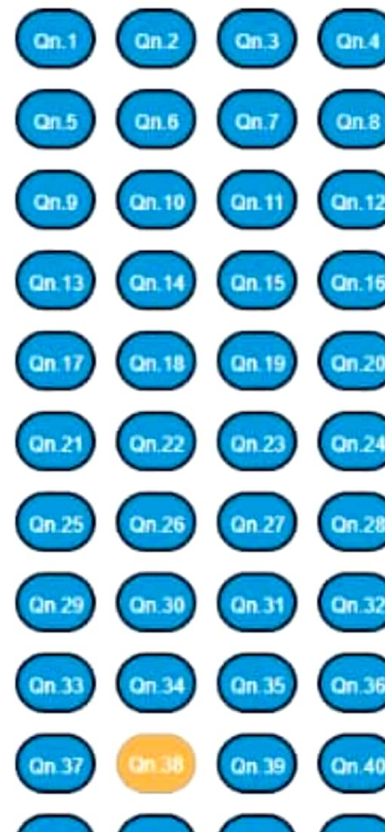 Qn.1 Qn.2 Qn.3 Qn.4
Qn.5 Qn.6 Qn.7 Qn.8
Qn.9 Qn.10 Qn.11 Qn.12
Qn.13 Qn.14 Qn.15 Qn.16
Qn.17 Qn.18 Qn.19 Qn.20
Qn.21 Qn.22 Qn.23 Qn.24
Qn.25 Qn.26 Qn.27 Qn.28
Qn.29 Qn.30 Qn.31 Qn.32
Qn.33 Qn.34 Qn.35 Qn.36
Qn.37 Qn.38 Qn.39 Qn.40